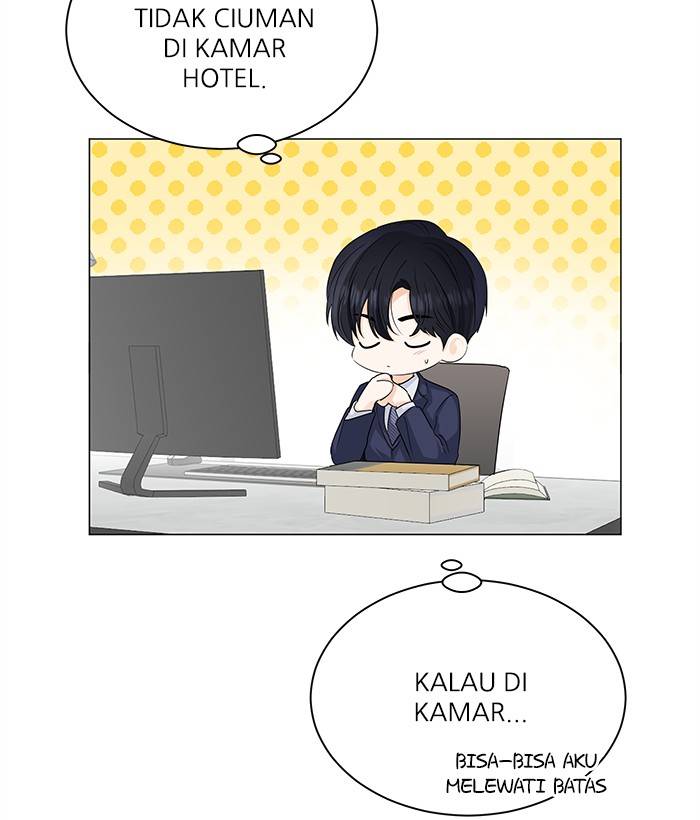 TIDAK CIUMAN
DI KAMAR
HOTEL.
KALAU DI
KAMAR...
BISA-BISA AKU
MELEWATI BATAS